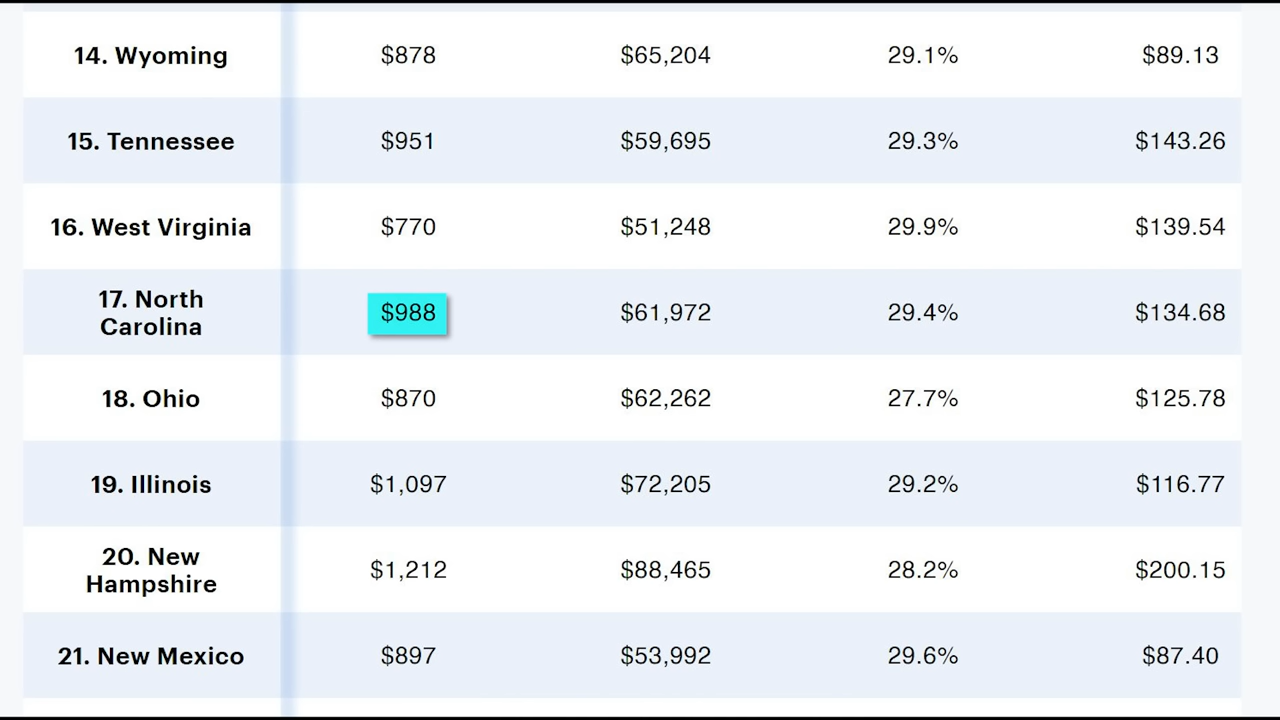 14. Wyoming $878 $65,204 29.1% $89.13
15. Tennessee $951 $59,695 29.3% $143.26
16. West Virginia $770 $51,248 29.9% $139.54
17. North
Carolina $988 $61,972 29.4% $134.68
18. Ohio $870 $62,262 27.7% $125.78
19. Illinois $1,097 $72,205 29.2% $116.77
20. New
Hampshire $1,212 $88,465 28.2% $200.15
21. New Mexico $897 $53,992 29.6% $87.40